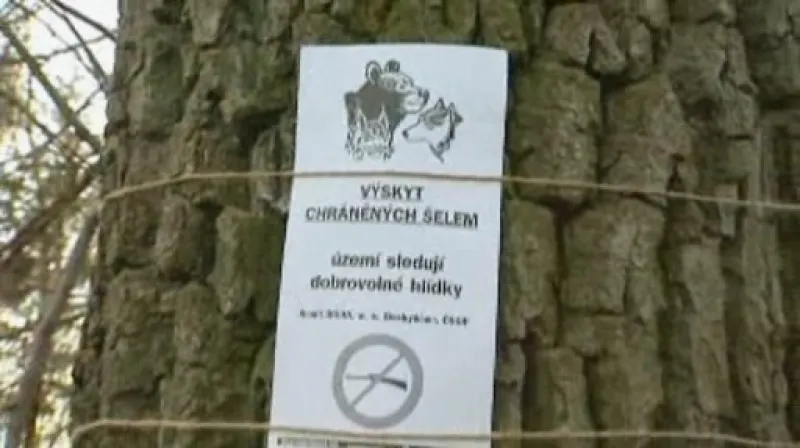 VÝSKYT
CHRÁNĚNÝCH ŠELEM
území sledují
dobrovolné hlídky